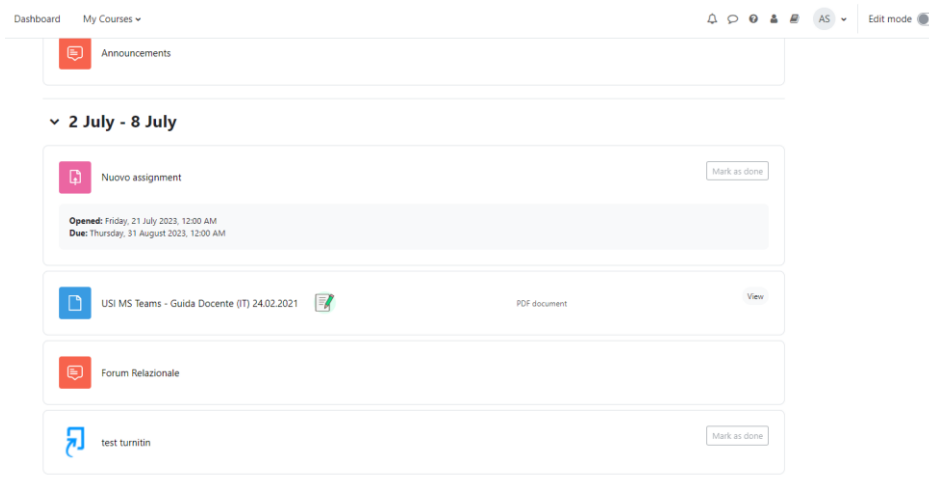 Dashboard My Courses AS Edit mode
Announcements
2 July - 8 July
Nuovo assignment Mark as done
Opened: Friday, 21 July 2023, 12:00 AM
Due: Thursday, 31 August 2023, 12:00 AM
USI MS Teams - Guida Docente (IT) 24.02.2021 PDF document View
Forum Relazionale
test turnitin Mark as done